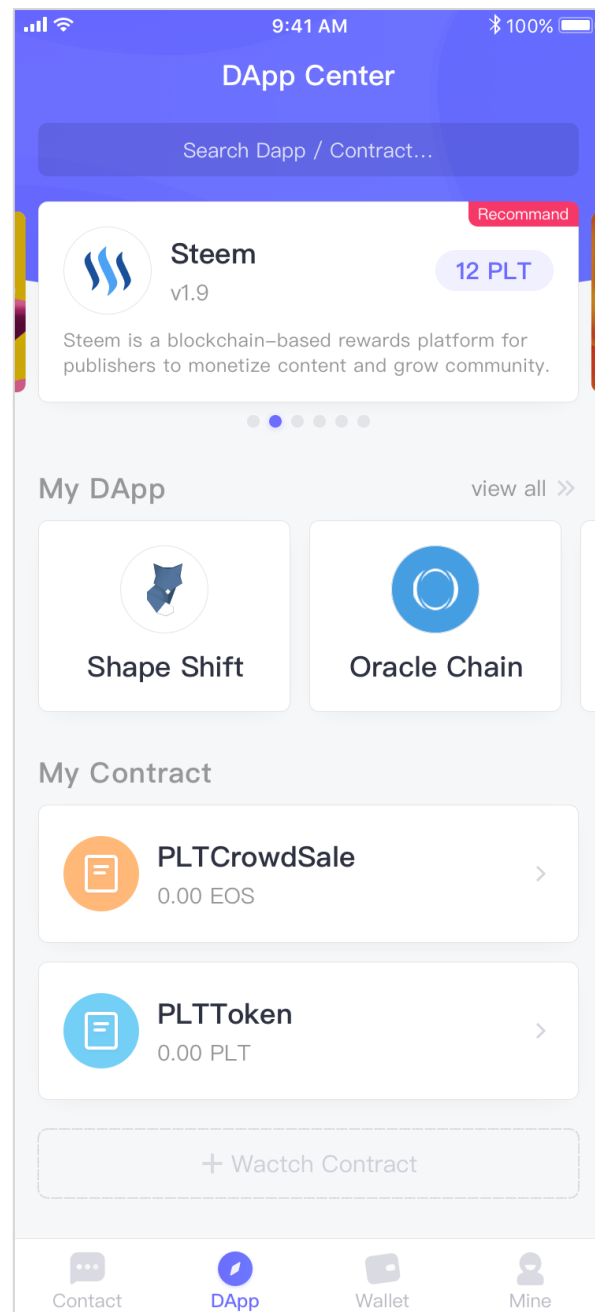 9:41 AM
100%
DApp Center
Search Dapp / Contract...
Recommand
Steem
12 PLT
v1.9
Steem is a blockchain-based rewards platform for
publishers to monetize content and grow community.
My DApp
view all
Shape Shift
Oracle Chain
My Contract
PLTCrowdSale
0.00 EOS
PLTToken
0.00 PLT
+ Wactch Contract
Contact
DApp
Wallet
Mine